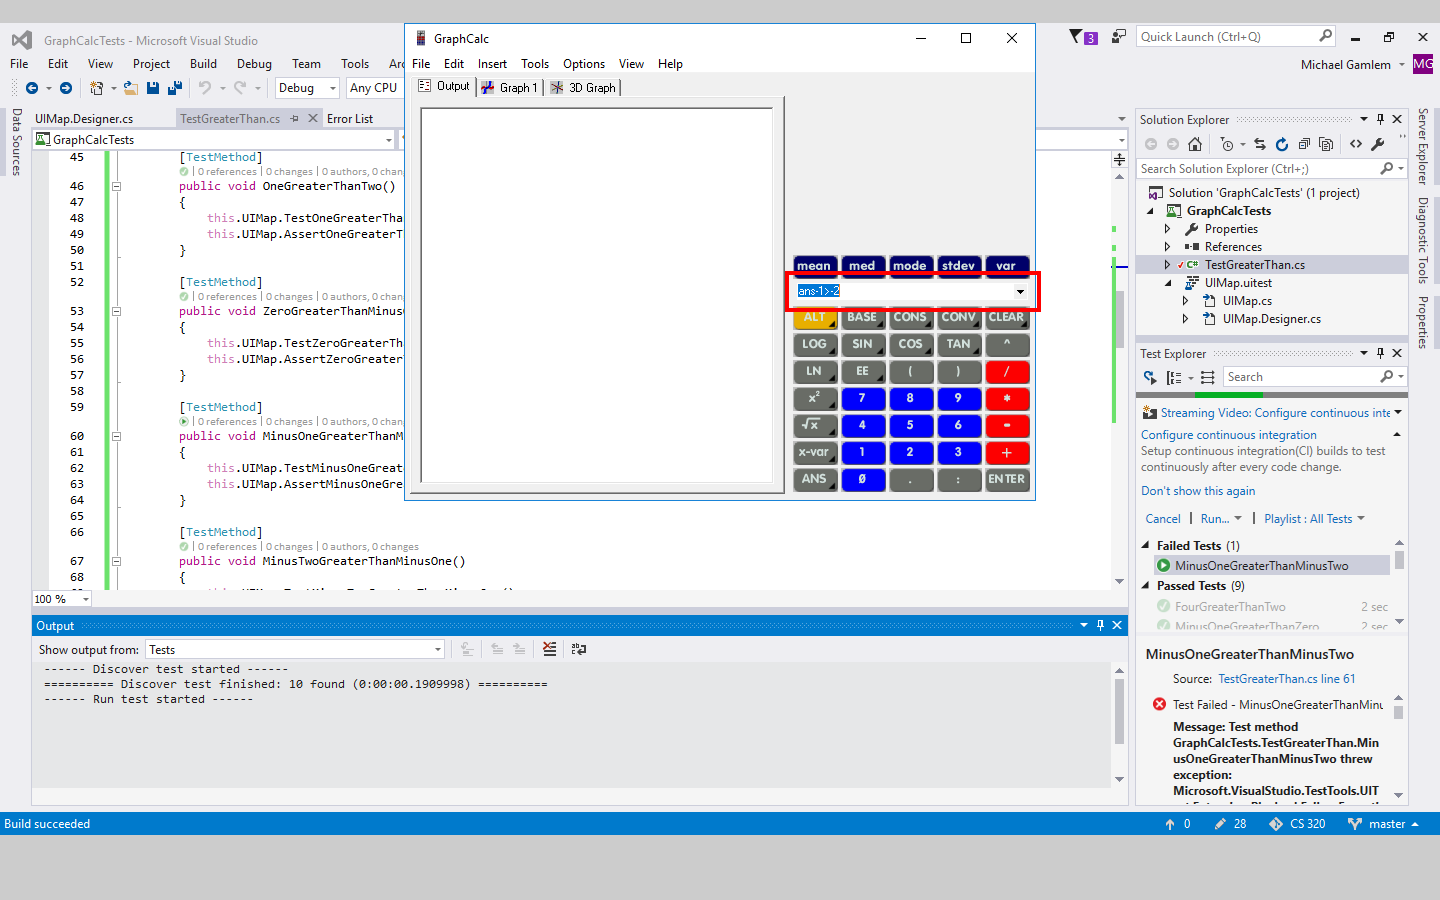 GraphCalcTests - Microsoft Visual Studio
3
Quick Launch (Ctrl+Q)
File Edit View Project Build Debug Team Tools
Michael Gamlem MG
Debug Any CPU
UIMap.Designer.cs TestGreaterThan.cs Error List
GraphCalcTests
Data Sources
45 [TestMethod]
0 references | 0 changes | 0 authors, 0 chan
46 public void OneGreaterThanTwo()
47 {
48 this.UIMap.TestOneGreaterTha
49 this.UIMap.AssertOneGreaterT
50 }
51
52 [TestMethod]
0 references | 0 changes | 0 authors, 0 chan
53 public void ZeroGreaterThanMinus
54 {
55 this.UIMap.TestZeroGreaterTh
56 this.UIMap.AssertZeroGreater
57 }
58
59 [TestMethod]
0 references | 0 changes | 0 authors, 0 chan
60 public void MinusOneGreaterThanM
61 {
62 this.UIMap.TestMinusOneGreat
63 this.UIMap.AssertMinusOneGre
64 }
65
66 [TestMethod]
0 references | 0 changes | 0 authors, 0 changes
67 public void MinusTwoGreaterThanMinusOne()
68 {
100 %
GraphCalc
File Edit Insert Tools Options View Help
Output Graph 1 3D Graph
mean med mode stdev var
ans-1>-2
ALT BASE CONS CONV CLEAR
LOG SIN COS TAN ^
LN EE ( ) /
x² 7 8 9 *
√x 4 5 6 -
x-var 1 2 3 +
ANS 0 . : ENTER
Output
Show output from: Tests
------ Discover test started ------
========== Discover test finished: 10 found (0:00:00.1909998) ==========
------ Run test started ------
Solution Explorer
Search Solution Explorer (Ctrl+;)
Solution 'GraphCalcTests' (1 project)
GraphCalcTests
Properties
References
TestGreaterThan.cs
UIMap.uitest
UIMap.cs
UIMap.Designer.cs
Test Explorer
Search
Streaming Video: Configure continuous inte
Configure continuous integration
Setup continuous integration(CI) builds to test
continuously after every code change.
Don't show this again
Cancel | Run... | Playlist : All Tests
Failed Tests (1)
MinusOneGreaterThanMinusTwo
Passed Tests (9)
FourGreaterThanTwo 2 sec
MinusOneGreaterThanZero 2 sec
MinusOneGreaterThanMinusTwo
Source: TestGreaterThan.cs line 61
Test Failed - MinusOneGreaterThanMinu
Message: Test method
GraphCalcTests.TestGreaterThan.Min
usOneGreaterThanMinusTwo threw
exception:
Microsoft.VisualStudio.TestTools.UIT
Server Explorer
Diagnostic Tools
Properties
Build succeeded
0 28 CS 320 master